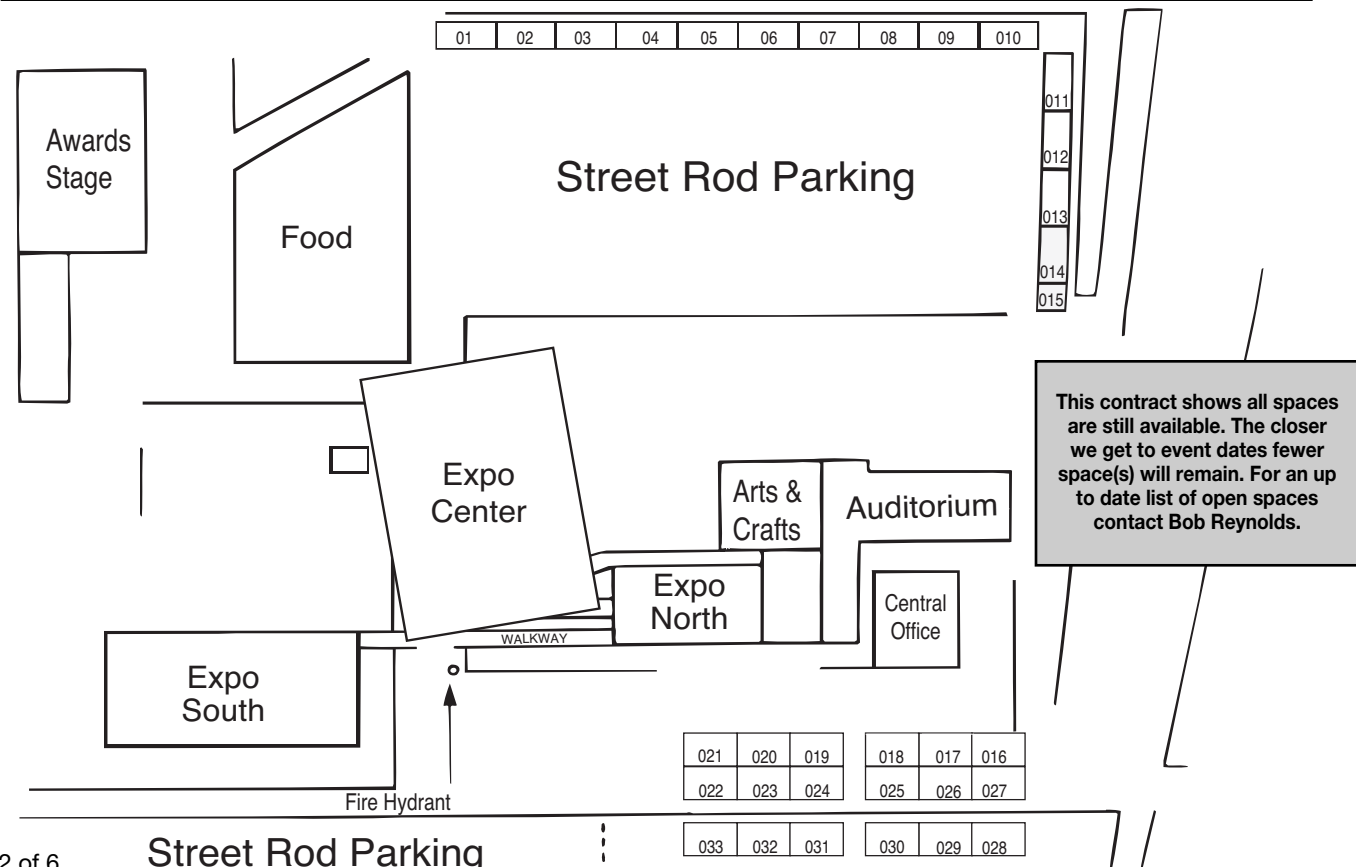 01 02 03 04 05 06 07 08 09 010
011
012
013
014
015
Awards
Stage
Food
Street Rod Parking
This contract shows all spaces
are still available. The closer
we get to event dates fewer
space(s) will remain. For an up
to date list of open spaces
contact Bob Reynolds.
Expo
Center
Arts &
Crafts
Auditorium
Expo
North
Central
Office
WALKWAY
Expo
South
Fire Hydrant
021 020 019 018 017 016
022 023 024 025 026 027
033 032 031 030 029 028
Street Rod Parking
2 of 6